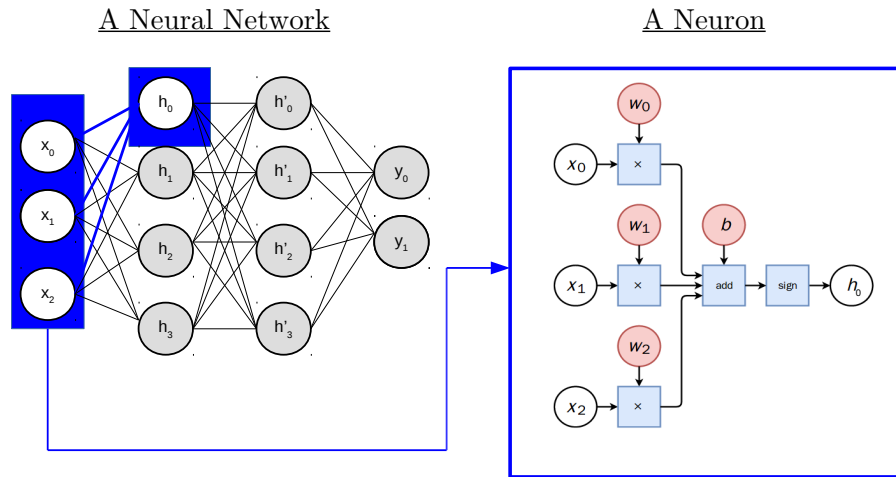 A Neural Network
A Neuron
x0
x1
x2
h0
h1
h2
h3
h'0
h'1
h'2
h'3
y0
y1
w0
x0
×
w1
b
x1
×
add
sign
h0
w2
x2
×